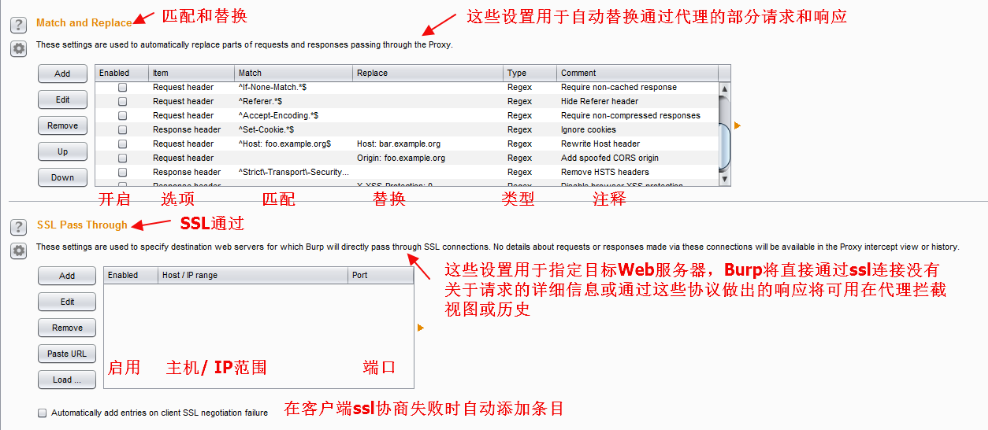 Match and Replace 匹配和替换 这些设置用于自动替换通过代理的部分请求和响应
These settings are used to automatically replace parts of requests and responses passing through the Proxy.
Add
Edit
Remove
Up
Down
Enabled Item Match Replace Type Comment
Request header ^If-None-Match.*$ Regex Require non-cached response
Request header ^Referer.*$ Regex Hide Referer header
Request header ^Accept-Encoding.*$ Regex Require non-compressed responses
Response header ^Set-Cookie.*$ Regex Ignore cookies
Request header ^Host: foo.example.org$ Host: bar.example.org Regex Rewrite Host header
Request header Origin: foo.example.org Regex Add spoofed CORS origin
Response header ^Strict\-Transport\-Security... Regex Remove HSTS headers
Response header X-XSS-Protection: 0 Regex Disable browser XSS protection
开启 选项 匹配 替换 类型 注释
SSL Pass Through SSL通过
These settings are used to specify destination web servers for which Burp will directly pass through SSL connections. No details about requests or responses made via these connections will be available in the Proxy intercept view or history.
Add
Edit
Remove
Paste URL
Load ...
Enabled Host / IP range Port
这些设置用于指定目标Web服务器，Burp将直接通过ssl连接没有
关于请求的详细信息或通过这些协议做出的响应将可用在代理拦截
视图或历史
启用 主机/ IP范围 端口
Automatically add entries on client SSL negotiation failure 在客户端ssl协商失败时自动添加条目